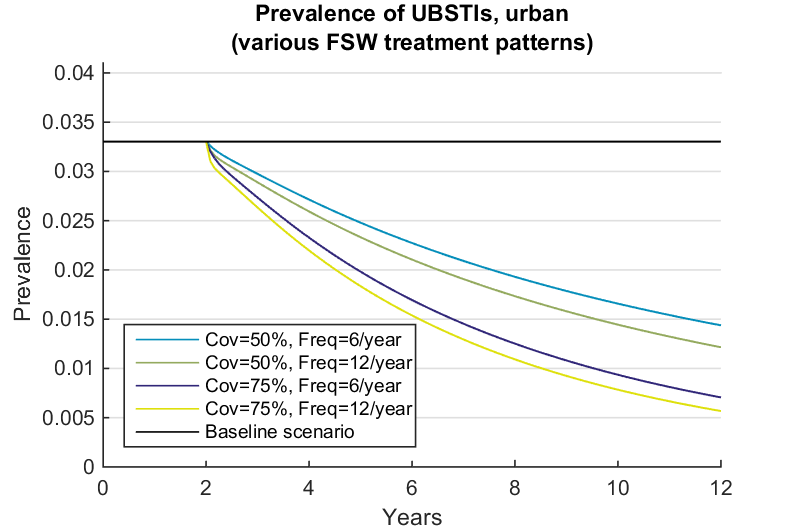 Prevalence of UBSTIs, urban
(various FSW treatment patterns)
0.04
0.035
0.03
0.025
0.02
0.015
0.01
0.005
0
Prevalence
Cov=50%, Freq=6/year
Cov=50%, Freq=12/year
Cov=75%, Freq=6/year
Cov=75%, Freq=12/year
Baseline scenario
0 2 4 6 8 10 12
Years